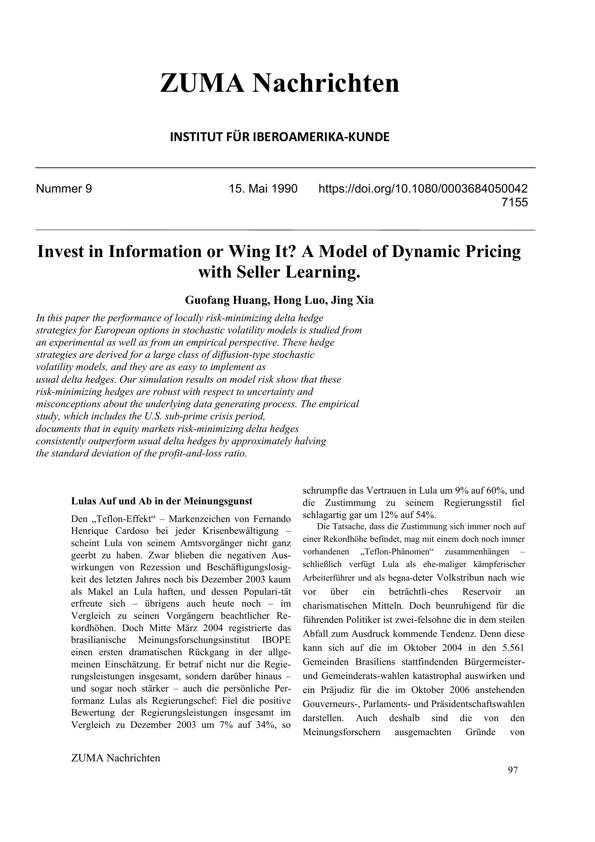 ZUMA Nachrichten
INSTITUT FÜR IBEROAMERIKA-KUNDE
Nummer 9 15. Mai 1990 https://doi.org/10.1080/0003684050042
7155
Invest in Information or Wing It? A Model of Dynamic Pricing
with Seller Learning.
Guofang Huang, Hong Luo, Jing Xia
In this paper the performance of locally risk-minimizing delta hedge
strategies for European options in stochastic volatility models is studied from
an experimental as well as from an empirical perspective. These hedge
strategies are derived for a large class of diffusion-type stochastic
volatility models, and they are as easy to implement as
usual delta hedges. Our simulation results on model risk show that these
risk-minimizing hedges are robust with respect to uncertainty and
misconceptions about the underlying data generating process. The empirical
study, which includes the U.S. sub-prime crisis period,
documents that in equity markets risk-minimizing delta hedges
consistently outperform usual delta hedges by approximately halving
the standard deviation of the profit-and-loss ratio.
Lulas Auf und Ab in der Meinungsgunst
Den „Teflon-Effekt“ – Markenzeichen von Fernando
Henrique Cardoso bei jeder Krisenbewältigung –
scheint Lula von seinem Amtsvorgänger nicht ganz
geerbt zu haben. Zwar blieben die negativen Aus-
wirkungen von Rezession und Beschäftigungslosig-
keit des letzten Jahres noch bis Dezember 2003 kaum
als Makel an Lula haften, und dessen Populari-tät
erfreute sich – übrigens auch heute noch – im
Vergleich zu seinen Vorgängern beachtlicher Re-
kordhöhen. Doch Mitte März 2004 registrierte das
brasilianische Meinungsforschungsinstitut IBOPE
einen ersten dramatischen Rückgang in der allge-
meinen Einschätzung. Er betraf nicht nur die Regie-
rungsleistungen insgesamt, sondern darüber hinaus –
und sogar noch stärker – auch die persönliche Per-
formanz Lulas als Regierungschef: Fiel die positive
Bewertung der Regierungsleistungen insgesamt im
Vergleich zu Dezember 2003 um 7% auf 34%, so
schrumpfte das Vertrauen in Lula um 9% auf 60%, und
die Zustimmung zu seinem Regierungsstil fiel
schlagartig gar um 12% auf 54%.
Die Tatsache, dass die Zustimmung sich immer noch auf
einer Rekordhöhe befindet, mag mit einem doch noch immer
vorhandenen „Teflon-Phänomen“ zusammenhängen –
schließlich verfügt Lula als ehe-maliger kämpferischer
Arbeiterführer und als begna-deter Volkstribun nach wie
vor über ein beträchtli-ches Reservoir an
charismatischen Mitteln. Doch beunruhigend für die
führenden Politiker ist zwei-felsohne die in dem steilen
Abfall zum Ausdruck kommende Tendenz. Denn diese
kann sich auf die im Oktober 2004 in den 5.561
Gemeinden Brasiliens stattfindenden Bürgermeister-
und Gemeinderats-wahlen katastrophal auswirken und
ein Präjudiz für die im Oktober 2006 anstehenden
Gouverneurs-, Parlaments- und Präsidentschaftswahlen
darstellen. Auch deshalb sind die von den
Meinungsforschern ausgemachten Gründe von
ZUMA Nachrichten
97